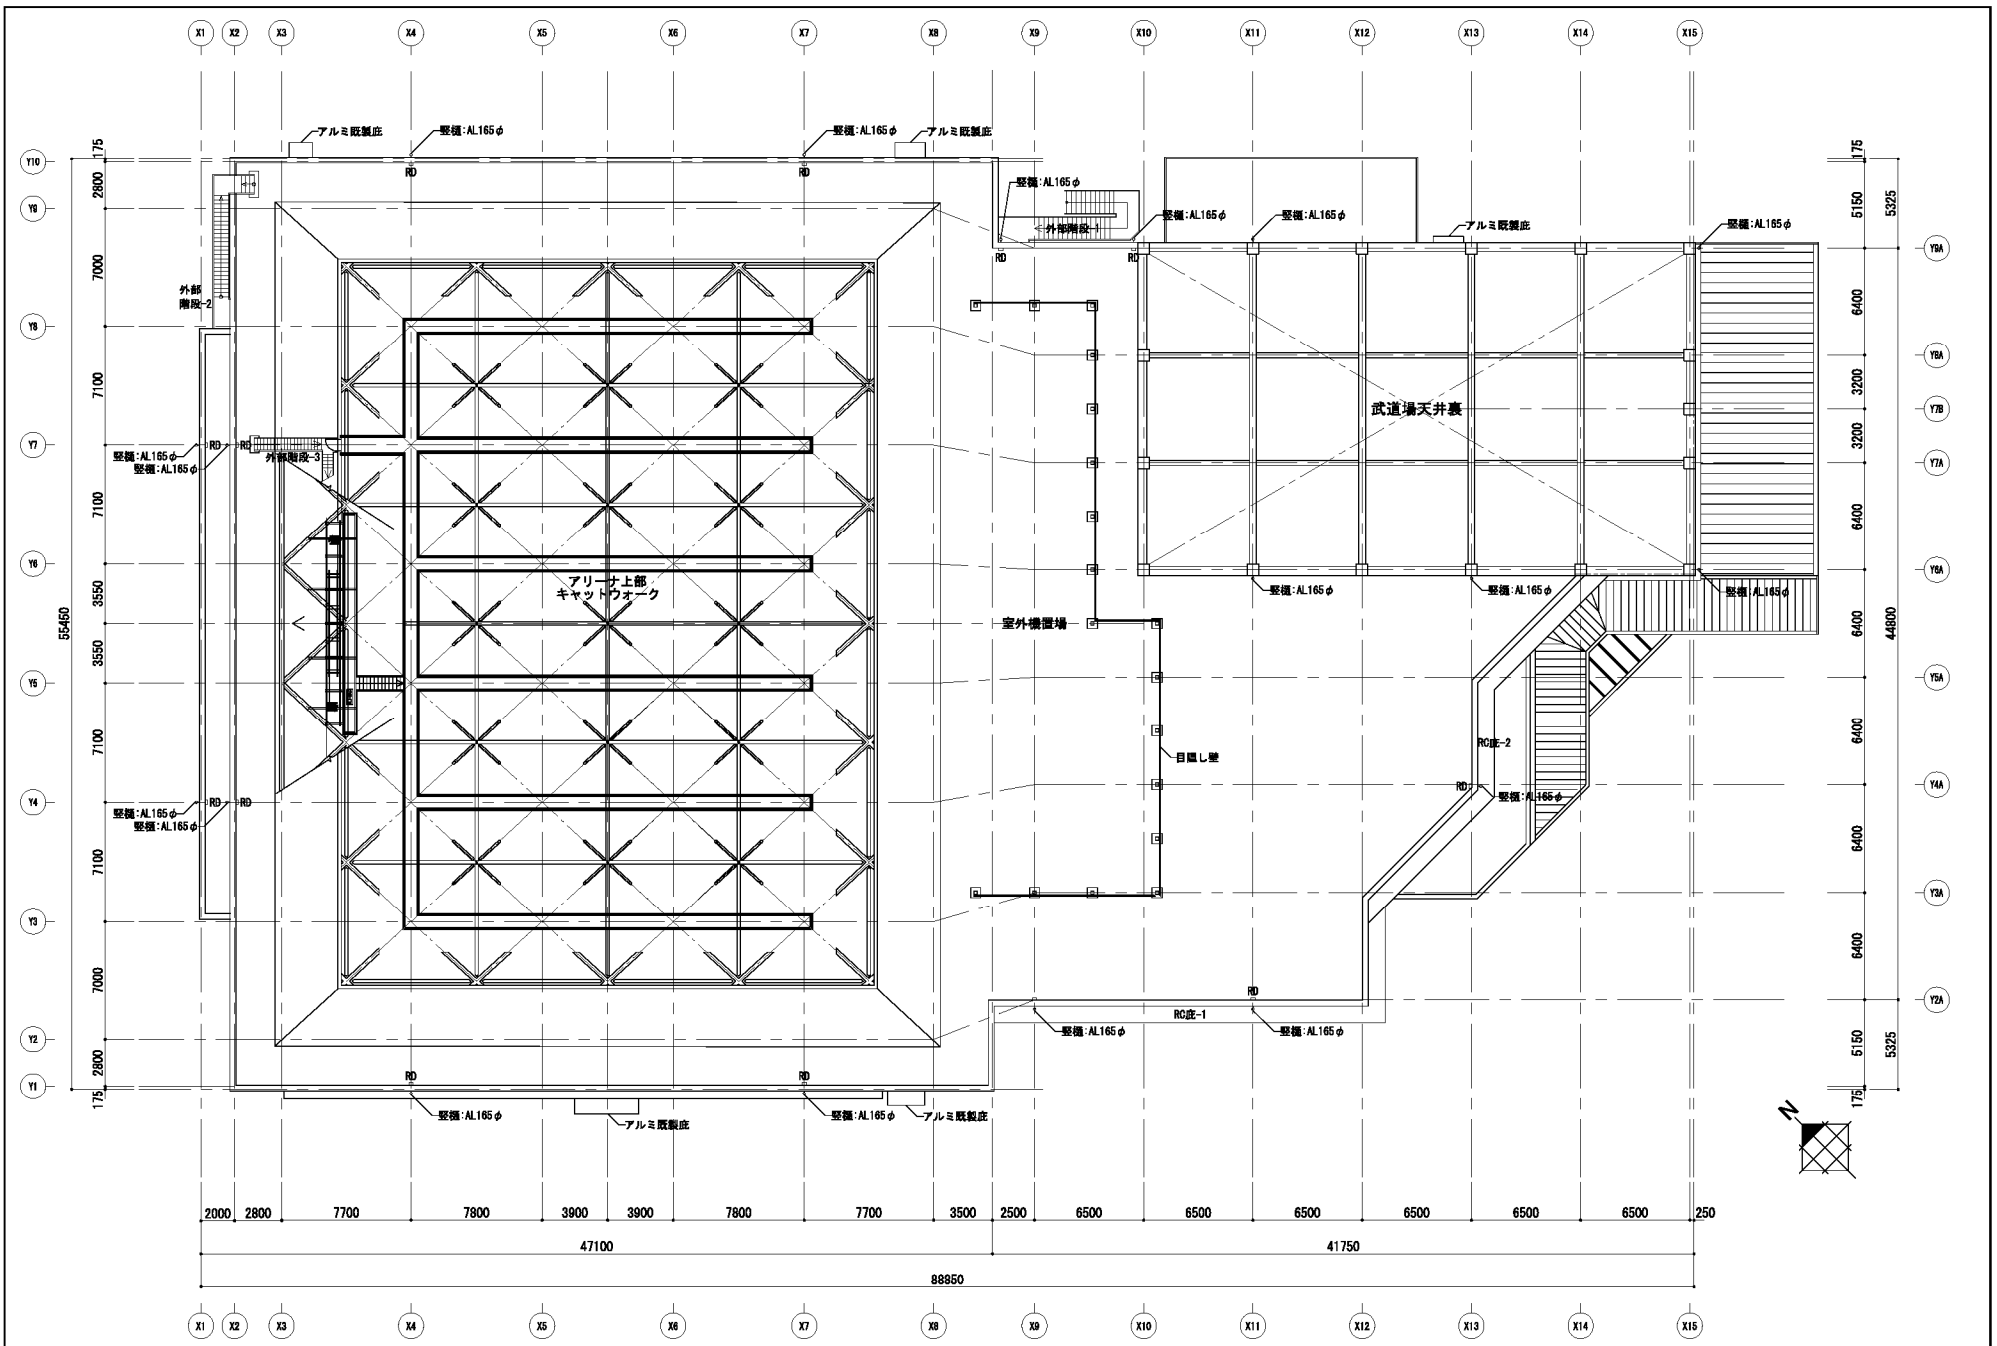 X1 X2 X3 X4 X5 X6 X7 X8 X9 X10 X11 X12 X13 X14 X15
アルミ既製庇 竪樋:AL165φ 竪樋:AL165φ アルミ既製庇
Y10 175 175
RD RD
2800 竪樋:AL165φ 5150 5325
Y9 竪樋:AL165φ 竪樋:AL165φ アルミ既製庇 竪樋:AL165φ
外部階段-1
Y9A
7000 RD RD
外部
階段-2
6400
Y8
Y8A
7100 3200
武道場天井裏 Y7B
Y7 RD RD 3200
竪樋:AL165φ 外部階段-3
竪樋:AL165φ Y7A
7100 6400
Y6 Y6A
アリーナ上部
キャットウォーク
竪樋:AL165φ 竪樋:AL165φ 竪樋:AL165φ
3550
55450 室外機置場 6400 44800
3550
Y5 Y5A
7100 RC庇-2 6400
目隠し壁
RD Y4A
Y4 RD RD 竪樋:AL165φ
竪樋:AL165φ
竪樋:AL165φ
7100 6400
Y3 Y3A
6400
7000 RD Y2A
RC庇-1
竪樋:AL165φ 竪樋:AL165φ
Y2 5150 5325
2800
Y1 RD RD
175 175
竪樋:AL165φ アルミ既製庇 竪樋:AL165φ アルミ既製庇
N
2000 2800 7700 7800 3900 3900 7800 7700 3500 2500 6500 6500 6500 6500 6500 6500 250
47100 41750
88850
X1 X2 X3 X4 X5 X6 X7 X8 X9 X10 X11 X12 X13 X14 X15